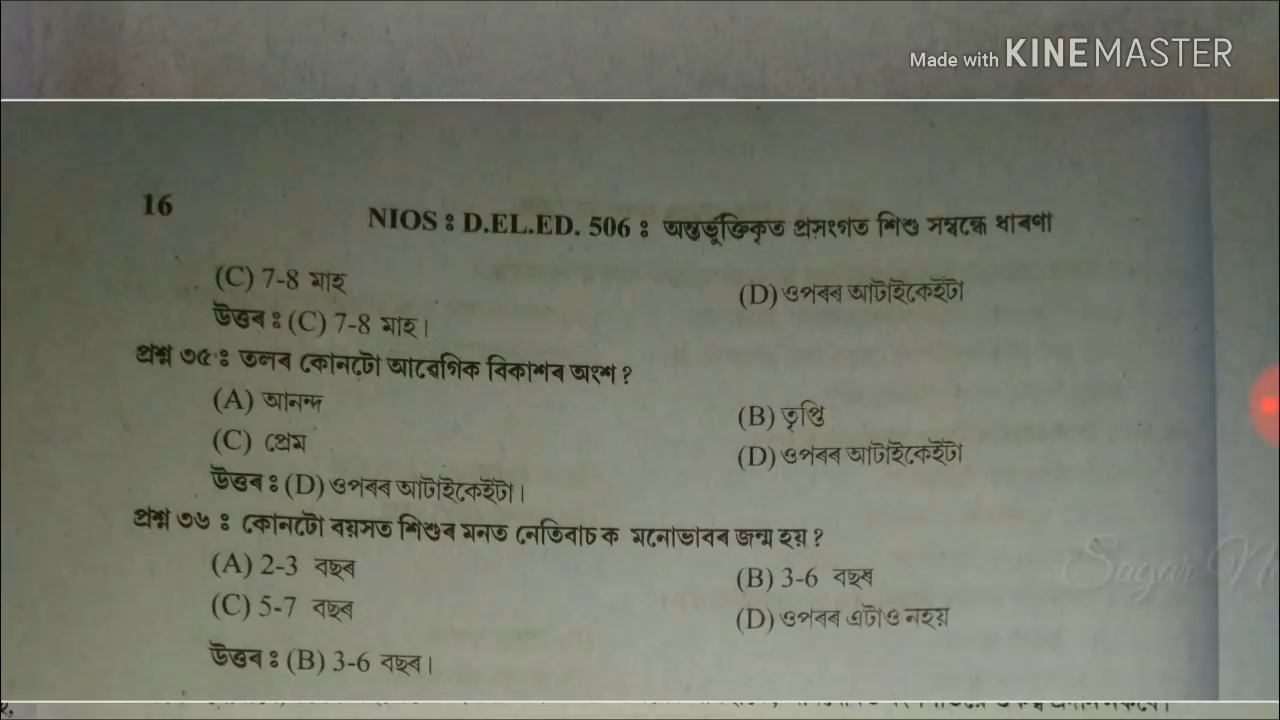 Made with KINEMASTER
16
NIOS : D.EL.ED. 506 : অন্তৰ্ভূক্তিকৃত প্ৰসংগত শিশু সম্বন্ধে ধাৰণা
(C) 7-8 মাহ
(D) ওপৰৰ আটাইকেইটা
উত্তৰ : (C) 7-8 মাহ।
প্ৰশ্ন ৩৫ : তলৰ কোনটো আবেগিক বিকাশৰ অংশ ?
(A) আনন্দ
(B) তৃপ্তি
(C) প্ৰেম
(D) ওপৰৰ আটাইকেইটা
উত্তৰ : (D) ওপৰৰ আটাইকেইটা।
প্ৰশ্ন ৩৬ : কোনটো বয়সত শিশুৰ মনত নেতিবাচক মনোভাবৰ জন্ম হয় ?
(A) 2-3 বছৰ
(B) 3-6 বছৰ
(C) 5-7 বছৰ
(D) ওপৰৰ এটাও নহয়
Sagar
উত্তৰ : (B) 3-6 বছৰ।